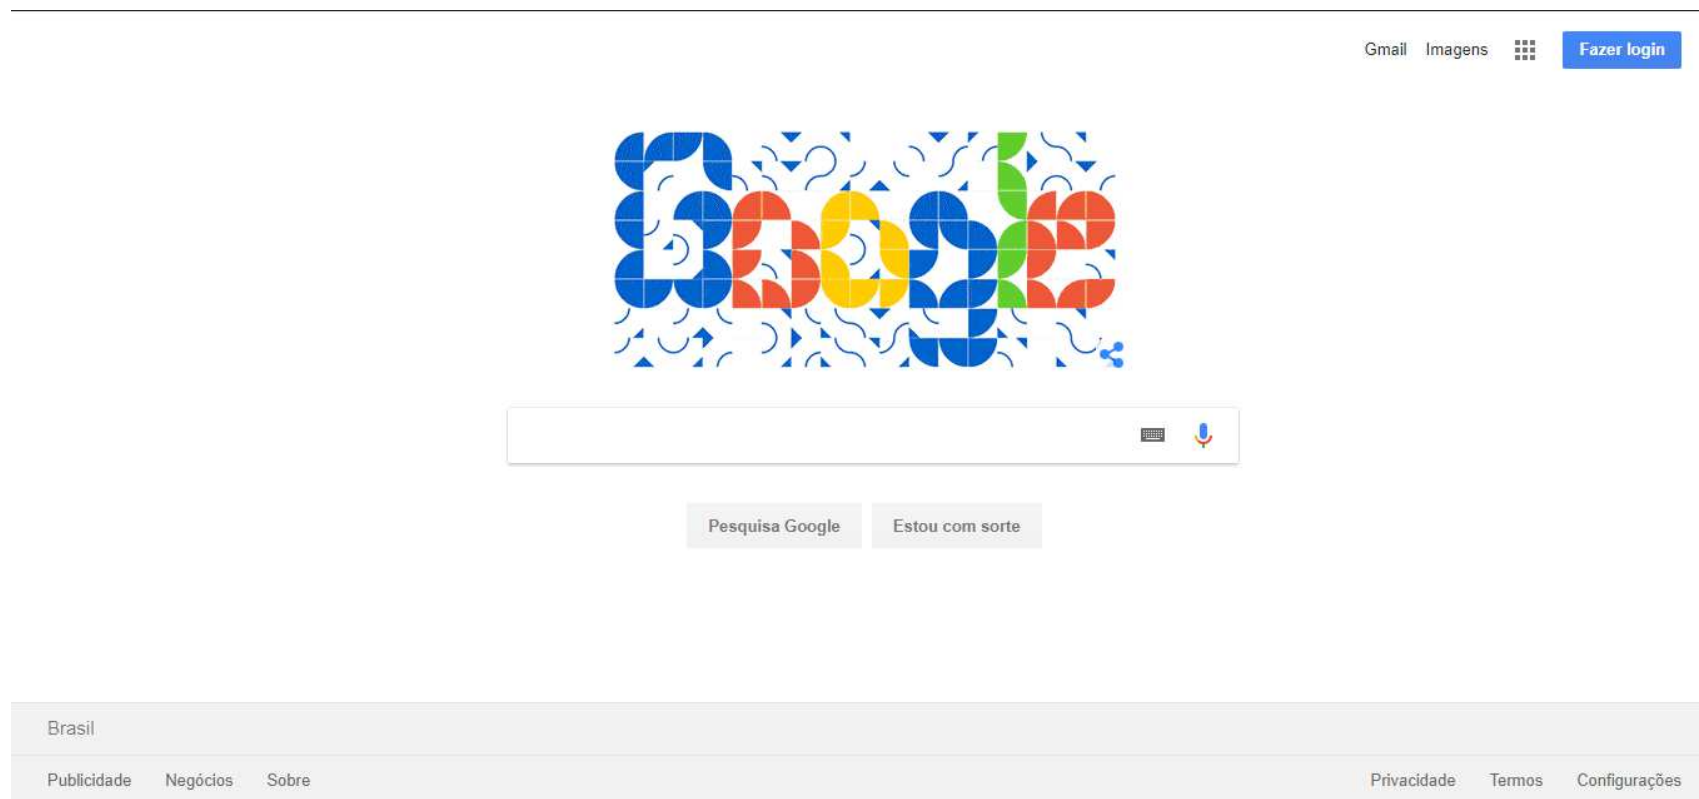 Gmail Imagens Fazer login
Google
Pesquisa Google Estou com sorte
Brasil
Publicidade Negócios Sobre Privacidade Termos Configurações